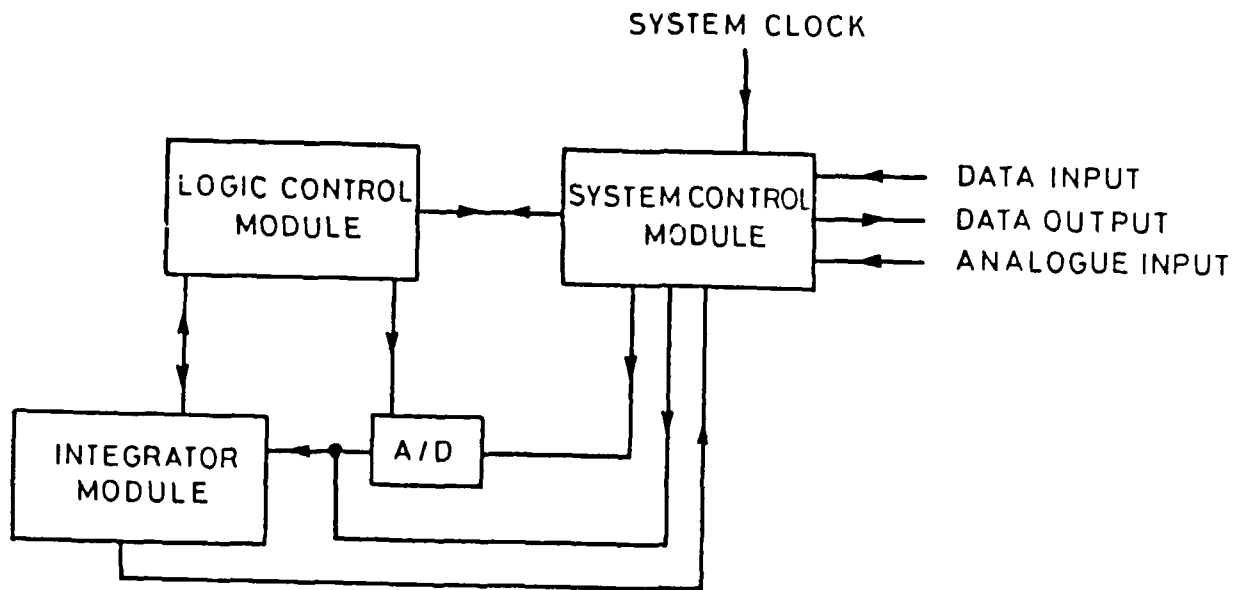 SYSTEM CLOCK
LOGIC CONTROL
MODULE
SYSTEM CONTROL
MODULE
DATA INPUT
DATA OUTPUT
ANALOGUE INPUT
A/D
INTEGRATOR
MODULE